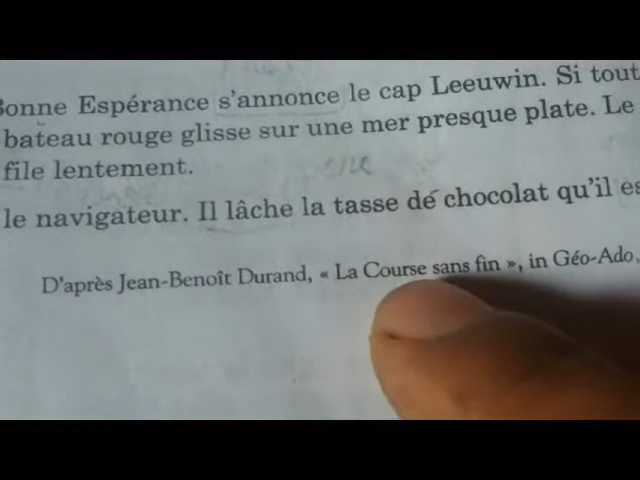 Bonne Espérance s'annonce le cap Leeuwin. Si tout
bateau rouge glisse sur une mer presque plate. Le
file lentement.
le navigateur. Il lâche la tasse de chocolat qu'il es
D'après Jean-Benoît Durand, « La Course sans fin », in Géo-Ado,